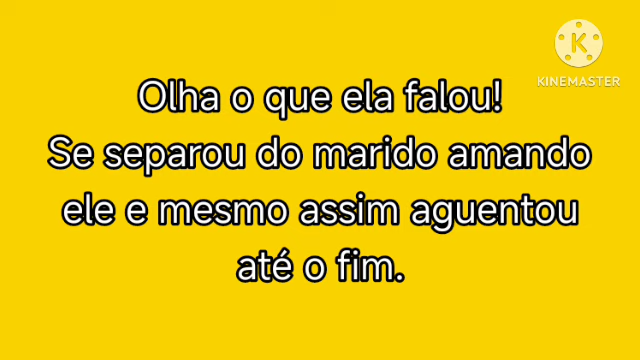 KINEMASTER
Olha o que ela falou!
Se separou do marido amando
ele e mesmo assim aguentou
até o fim.